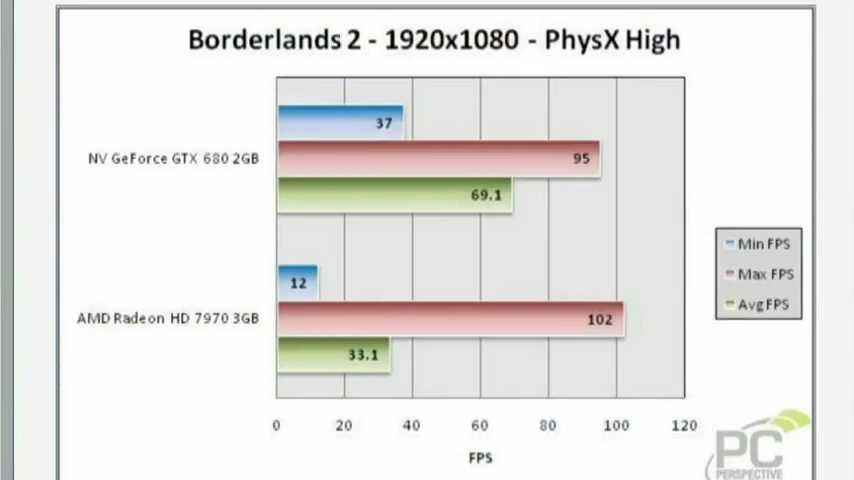 Borderlands 2 - 1920x1080 - PhysX High
37
NV GeForce GTX 680 2GB
95
69.1
12
AMD Radeon HD 7970 3GB
102
33.1
Min FPS
Max FPS
Avg FPS
0 20 40 60 80 100 120
FPS
PC
PERSPECTIVE